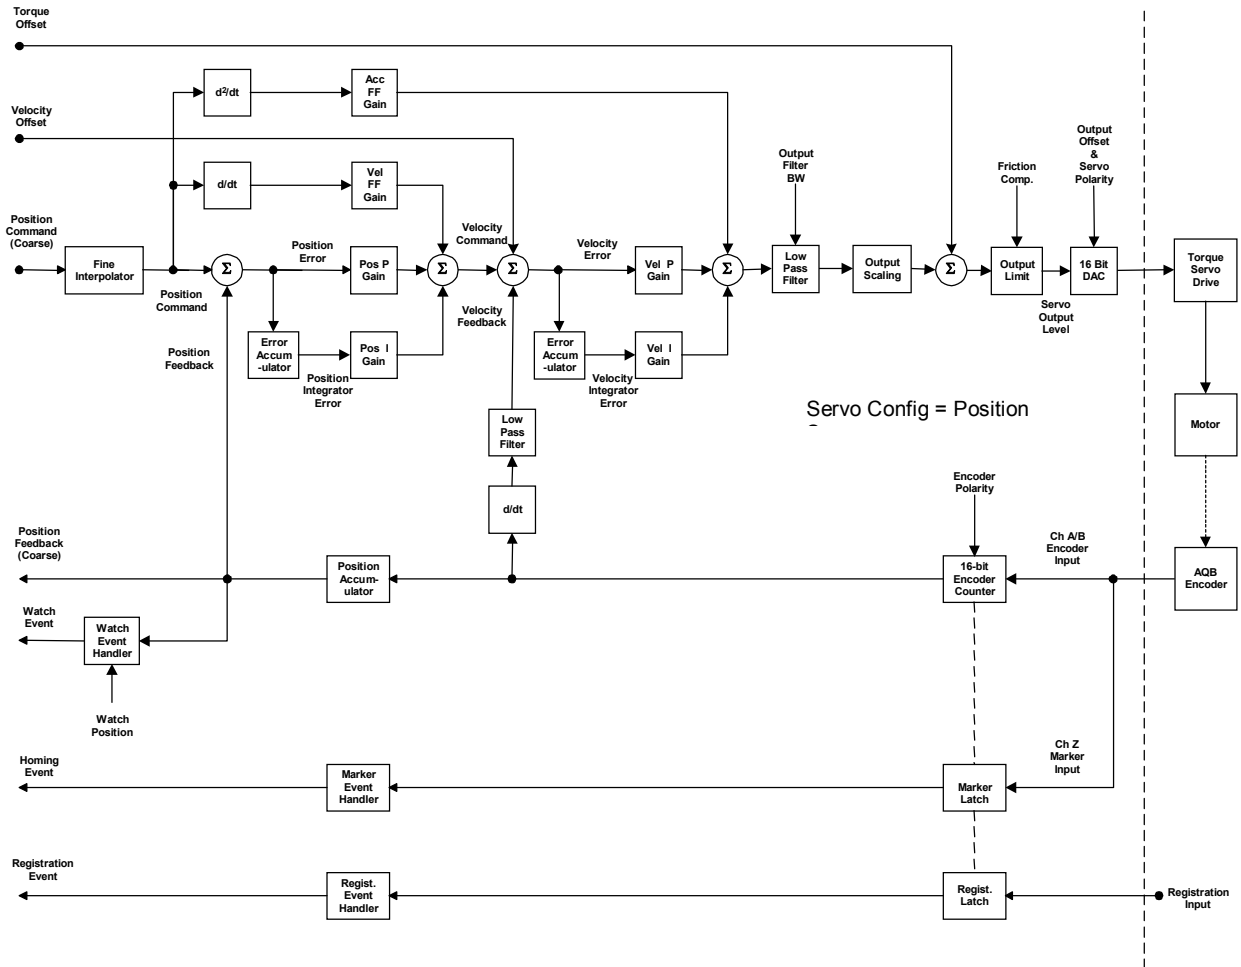 Torque
Offset
d²/dt
Acc
FF
Gain
Velocity
Offset
d/dt
Vel
FF
Gain
Output
Filter
BW
Friction
Comp.
Output
Offset
&
Servo
Polarity
Position
Command
(Coarse)
Fine
Interpolator
Position
Command
Σ
Position
Error
Pos P
Gain
Σ
Velocity
Command
Σ
Velocity
Error
Vel P
Gain
Σ
Low
Pass
Filter
Output
Scaling
Σ
Output
Limit
16 Bit
DAC
Torque
Servo
Drive
Servo
Output
Level
Position
Feedback
Error
Accum
-ulator
Position
Integrator
Error
Pos I
Gain
Velocity
Feedback
Error
Accum
-ulator
Velocity
Integrator
Error
Vel I
Gain
Servo Config = Position
Motor
Low
Pass
Filter
d/dt
Encoder
Polarity
Position
Feedback
(Coarse)
Position
Accum-
ulator
16-bit
Encoder
Counter
Ch A/B
Encoder
Input
AQB
Encoder
Watch
Event
Watch
Event
Handler
Watch
Position
Homing
Event
Marker
Event
Handler
Marker
Latch
Ch Z
Marker
Input
Registration
Event
Regist.
Event
Handler
Regist.
Latch
Registration
Input